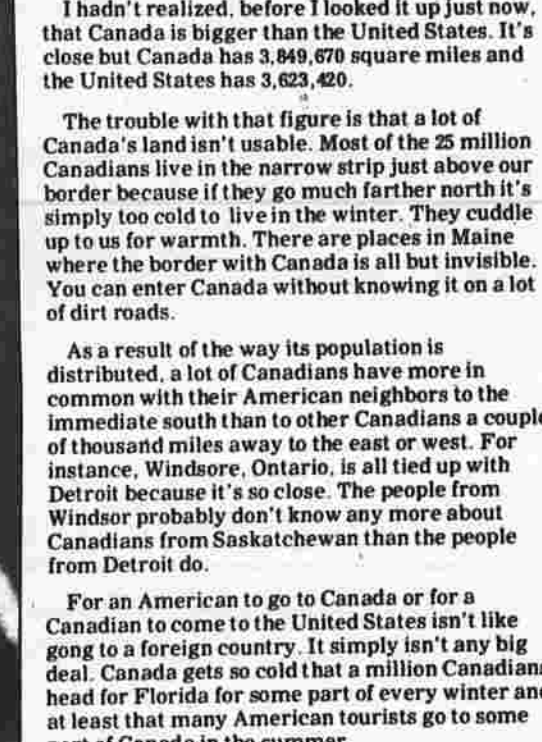 I hadn't realized, before I looked it up just now,
that Canada is bigger than the United States. It's
close but Canada has 3,849,670 square miles and
the United States has 3,623,420.
The trouble with that figure is that a lot of
Canada's land isn't usable. Most of the 25 million
Canadians live in the narrow strip just above our
border because if they go much farther north it's
simply too cold to live in the winter. They cuddle
up to us for warmth. There are places in Maine
where the border with Canada is all but invisible.
You can enter Canada without knowing it on a lot
of dirt roads.
As a result of the way its population is
distributed, a lot of Canadians have more in
common with their American neighbors to the
immediate south than to other Canadians a couple
of thousand miles away to the east or west. For
instance, Windsore, Ontario, is all tied up with
Detroit because it's so close. The people from
Windsor probably don't know any more about
Canadians from Saskatchewan than the people
from Detroit do.
For an American to go to Canada or for a
Canadian to come to the United States isn't like
gong to a foreign country. It simply isn't any big
deal. Canada gets so cold that a million Canadians
head for Florida for some part of every winter and
at least that many American tourists go to some
part of Canada in the summer.